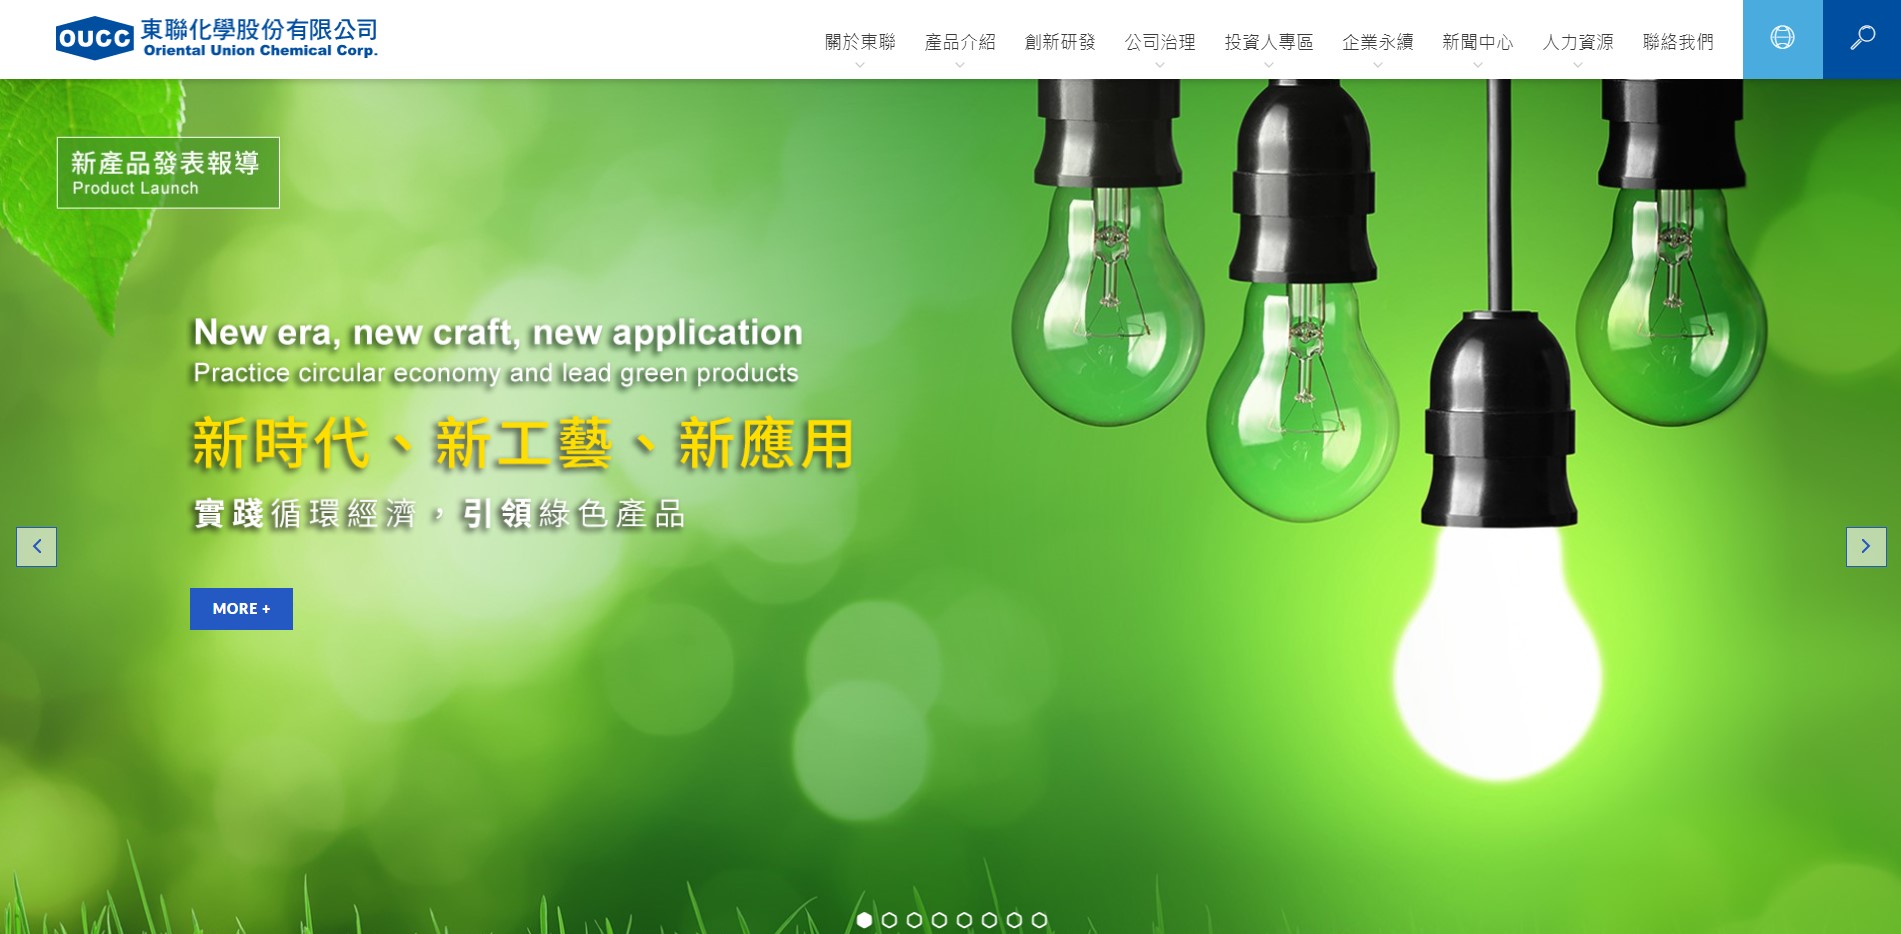 OUCC 東聯化學股份有限公司
Oriental Union Chemical Corp.
關於東聯 產品介紹 創新研發 公司治理 投資人專區 企業永續 新聞中心 人力資源 聯絡我們
新產品發表報導
Product Launch
New era, new craft, new application
Practice circular economy and lead green products
新時代、新工藝、新應用
實踐循環經濟，引領綠色產品
MORE +